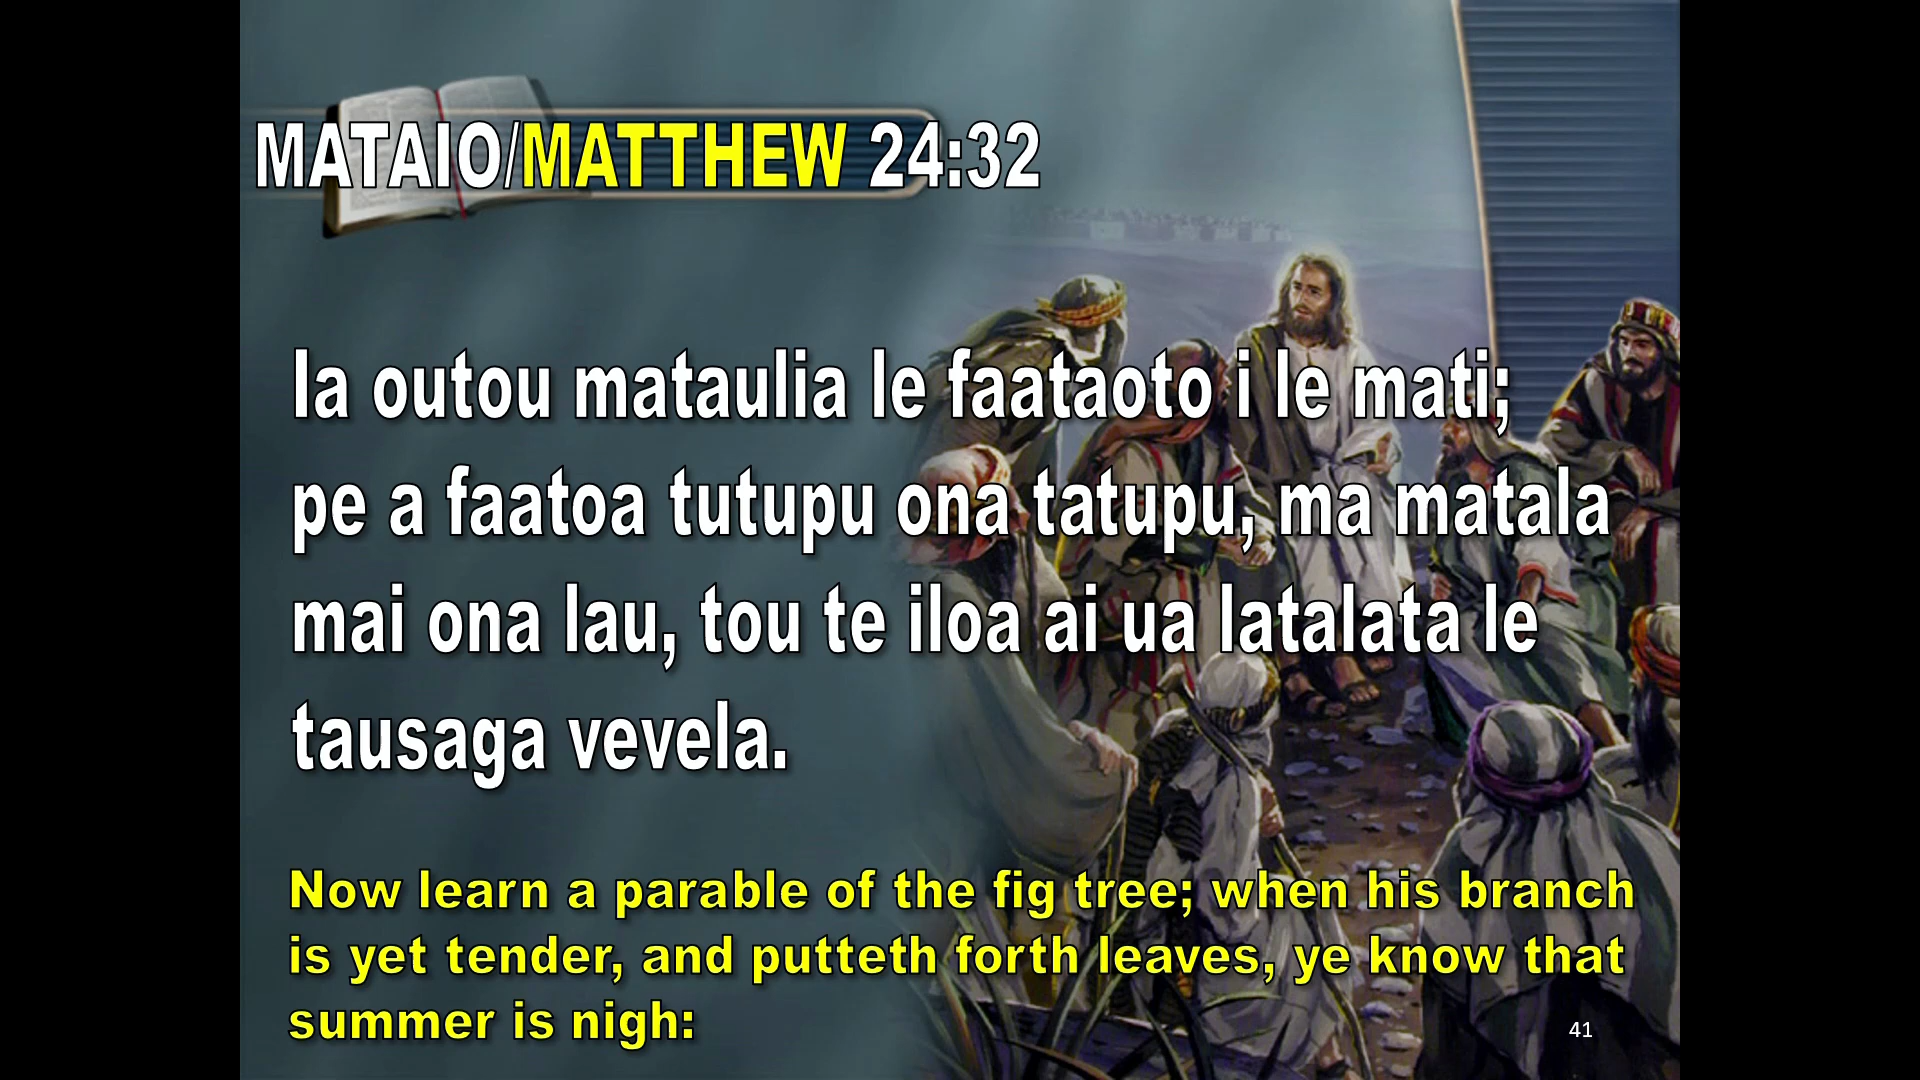 MATAIO/MATTHEW 24:32
Ia outou mataulia le faataoto i le mati;
pe a faatoa tutupu ona tatupu, ma matala
mai ona lau, tou te iloa ai ua latalata le
tausaga vevela.
Now learn a parable of the fig tree; when his branch
is yet tender, and putteth forth leaves, ye know that
summer is nigh:
41